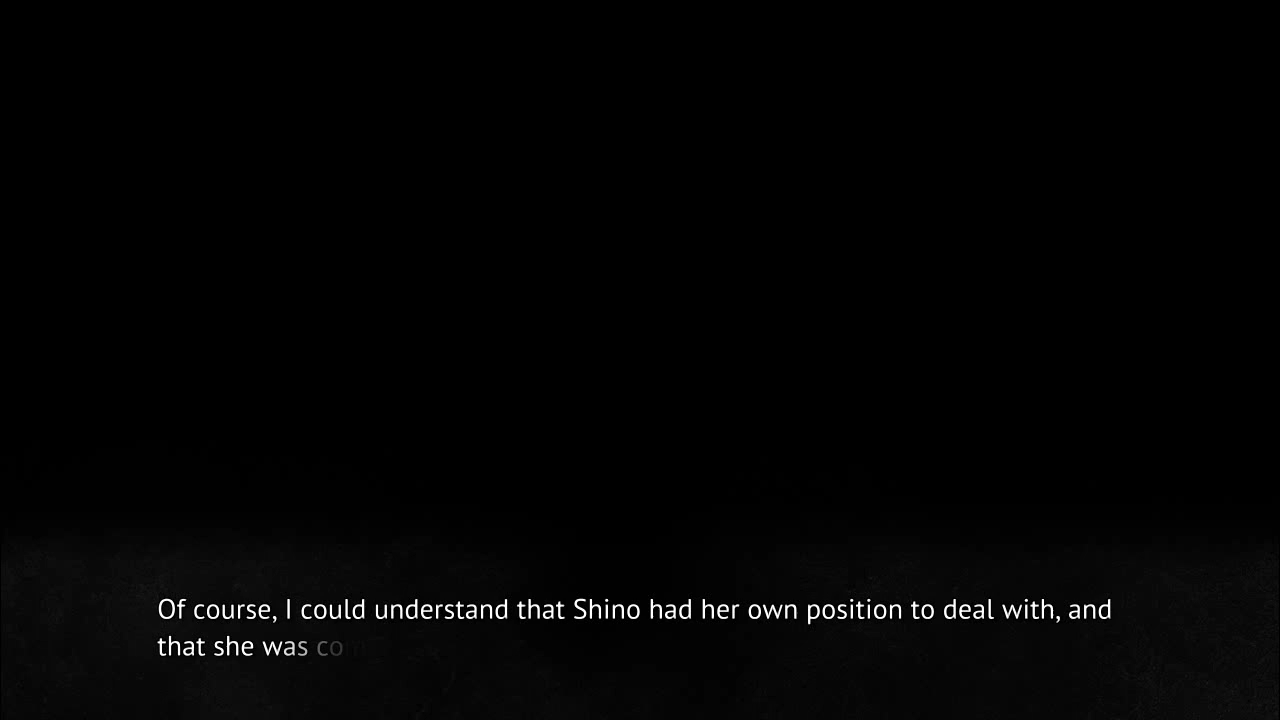 Of course, I could understand that Shino had her own position to deal with, and
that she was